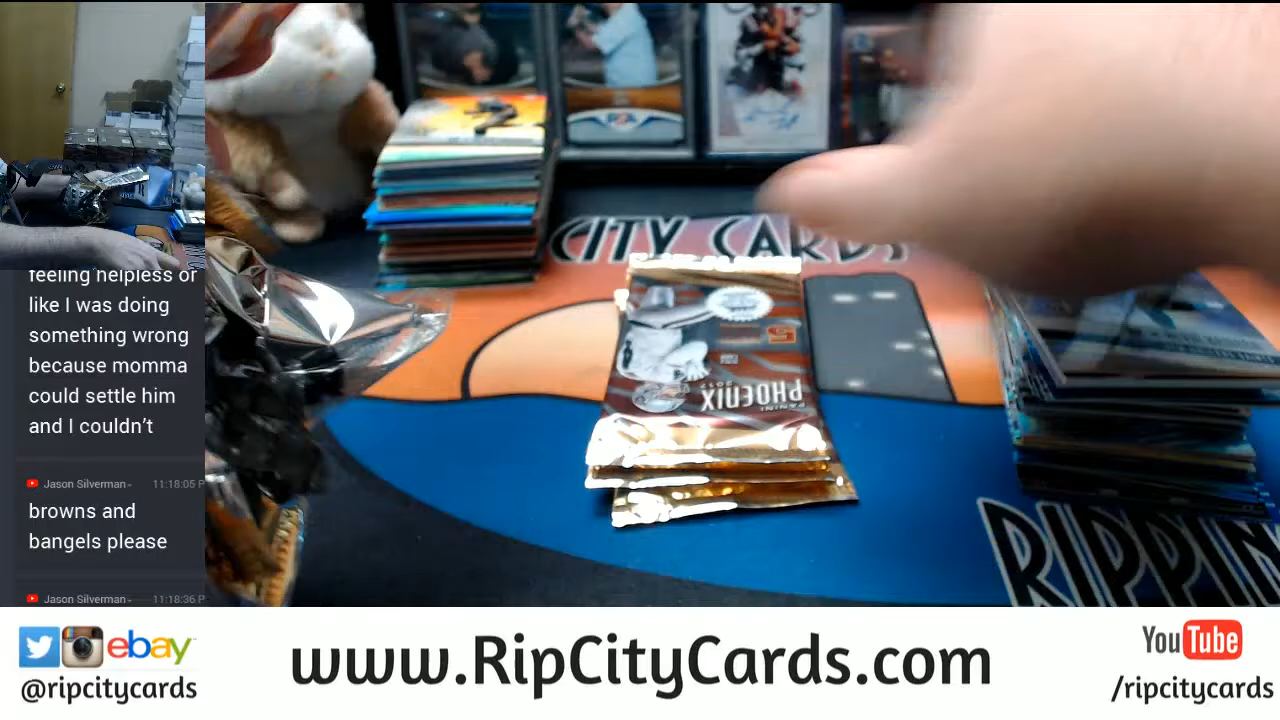 feeling helpless or
like I was doing
something wrong
because momma
could settle him
and I couldn't
Jason Silverman
11:18:05 P
browns and
bangels please
Jason Silverman
11:18:36 P
CITY CARDS
PANINI
PHOENIX
2017
RIPPIN
ebay
@ripcitycards
www.RipCityCards.com
YouTube
/ripcitycards